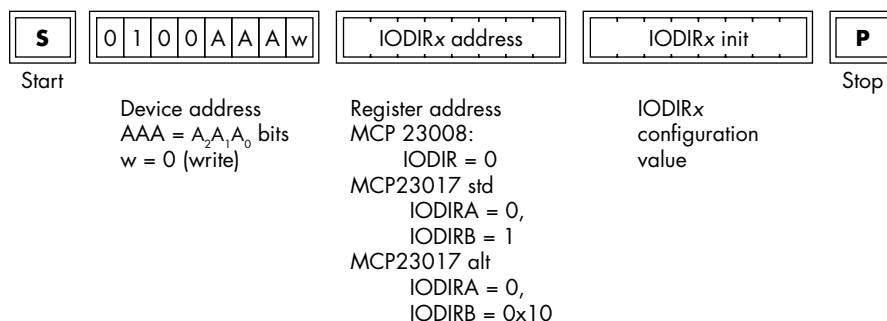 S 0 1 0 0 A A A w IODIRx address IODIRx init P
Start Stop
Device address
AAA = A₂A₁A₀ bits
w = 0 (write)
Register address
MCP 23008:
IODIR = 0
MCP23017 std
IODIRA = 0,
IODIRB = 1
MCP23017 alt
IODIRA = 0,
IODIRB = 0x10
IODIRx
configuration
value